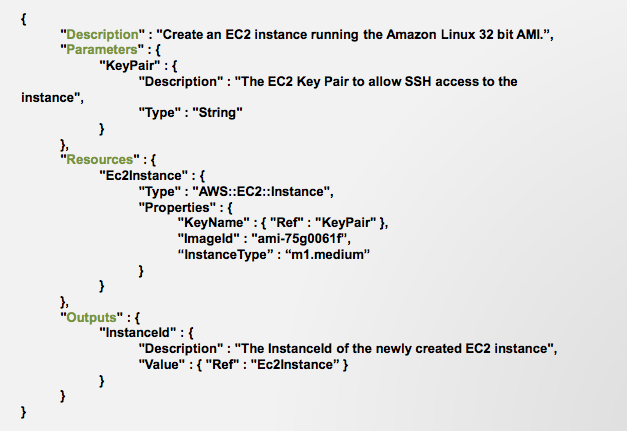 {
"Description" : "Create an EC2 instance running the Amazon Linux 32 bit AMI.”,
"Parameters" : {
"KeyPair" : {
"Description" : "The EC2 Key Pair to allow SSH access to the
instance",
"Type" : "String"
}
},
"Resources" : {
"Ec2Instance" : {
"Type" : "AWS::EC2::Instance",
"Properties" : {
"KeyName" : { "Ref" : "KeyPair" },
"ImageId" : "ami-75g0061f”,
“InstanceType” : “m1.medium”
}
}
},
"Outputs" : {
"InstanceId" : {
"Description" : "The InstanceId of the newly created EC2 instance",
"Value" : { "Ref" : "Ec2Instance” }
}
}
}